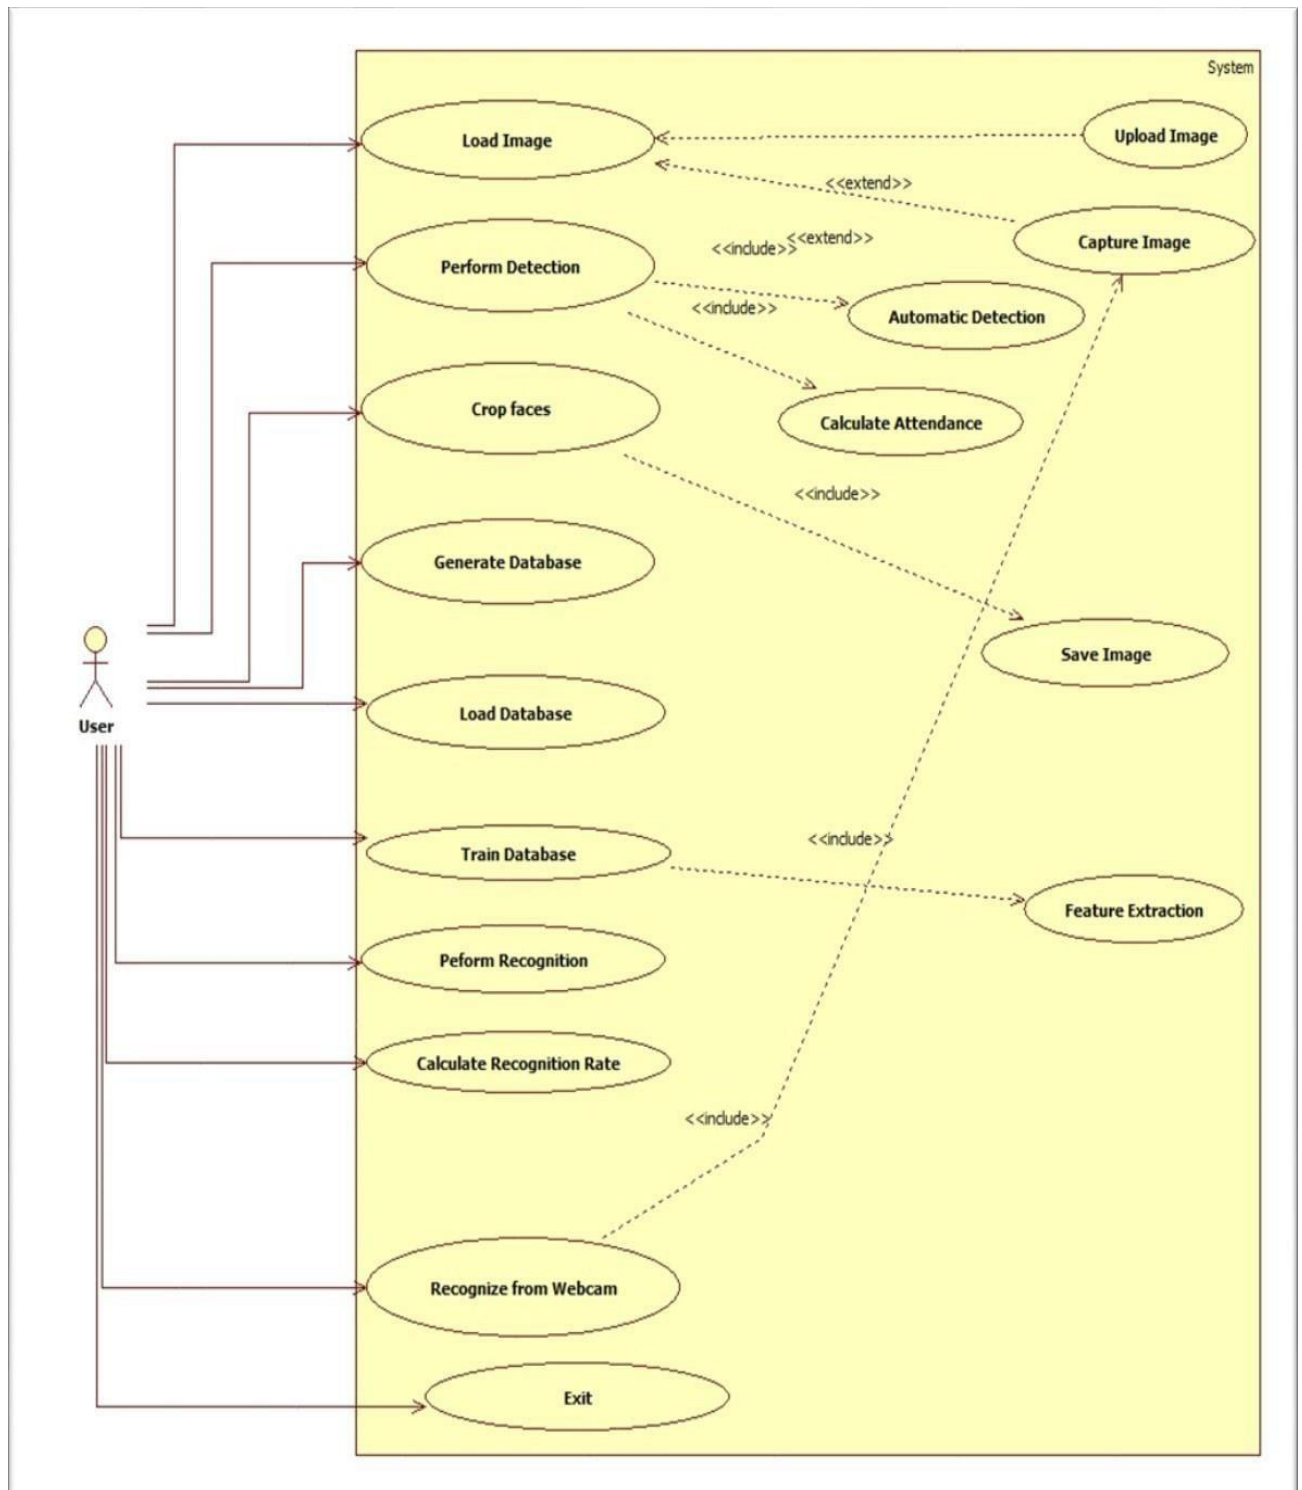 System
Load Image
Upload Image
<<extend>>
Capture Image
<<extend>>
<<include>>
Perform Detection
<<include>>
Automatic Detection
Crop faces
Calculate Attendance
<<include>>
Generate Database
Save Image
User
Load Database
<<include>>
Train Database
Feature Extraction
Peform Recognition
Calculate Recognition Rate
<<include>>
Recognize from Webcam
Exit